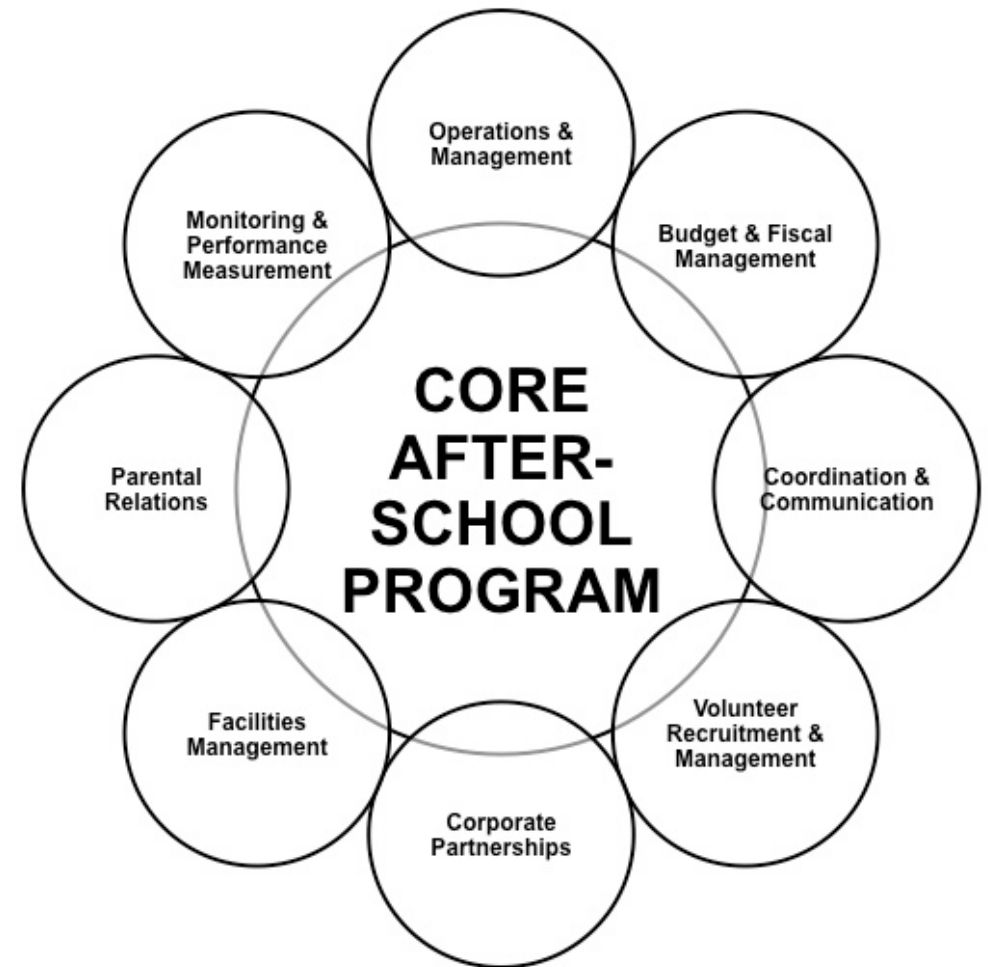 Operations &
Management
Monitoring &
Performance
Measurement
Budget & Fiscal
Management
CORE
AFTER-
SCHOOL
PROGRAM
Parental
Relations
Coordination &
Communication
Facilities
Management
Volunteer
Recruitment &
Management
Corporate
Partnerships